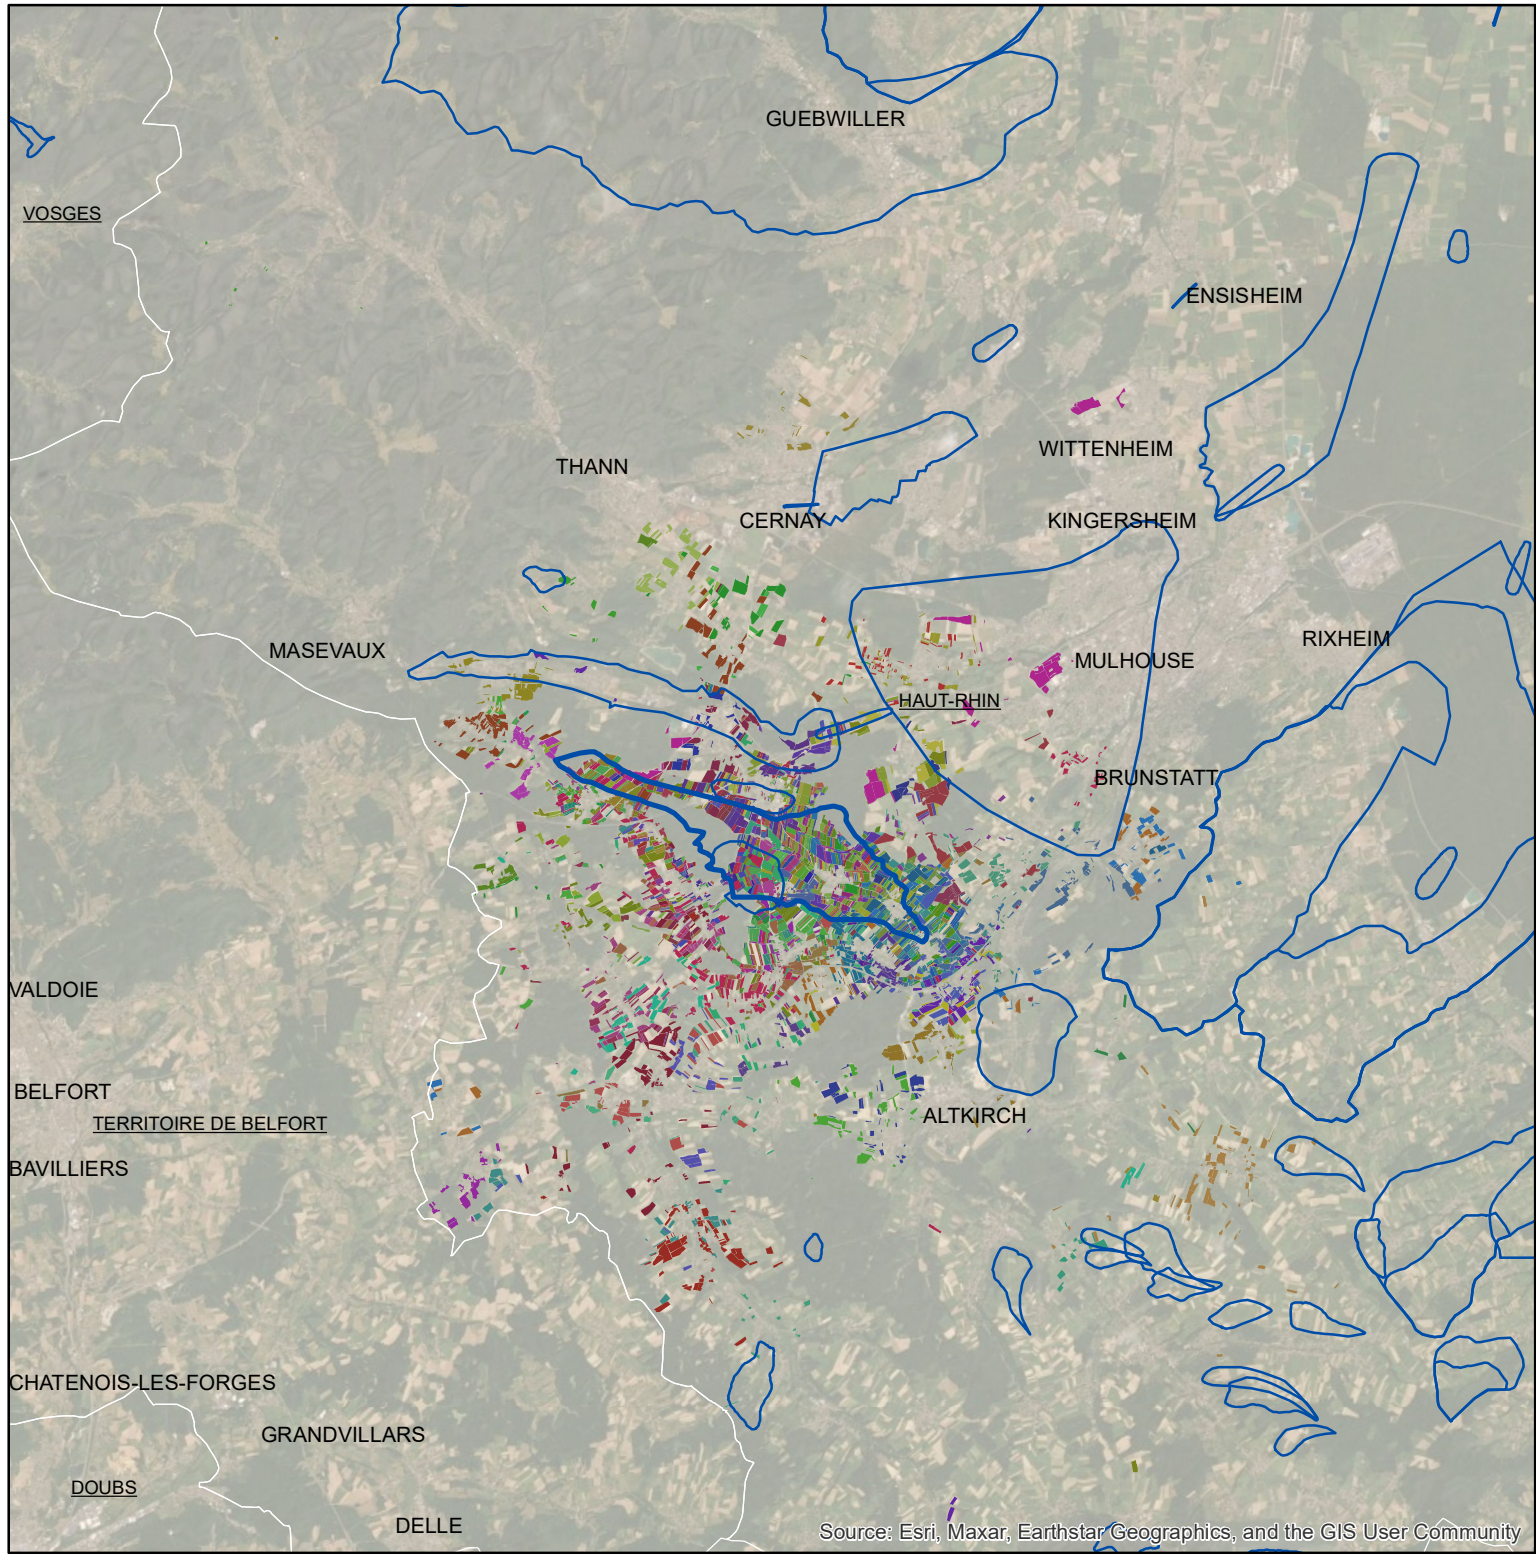 GUEBWILLER
VOSGES
ENSISHEIM
WITTENHEIM
THANN
CERNAY
KINGERSHEIM
RIXHEIM
MASEVAUX
MULHOUSE
HAUT-RHIN
BRUNSTATT
VALDOIE
BELFORT
ALTKIRCH
TERRITOIRE DE BELFORT
BAVILLIERS
CHATENOIS-LES-FORGES
GRANDVILLARS
DOUBS
DELLE
Source: Esri, Maxar, Earthstar Geographics, and the GIS User Community